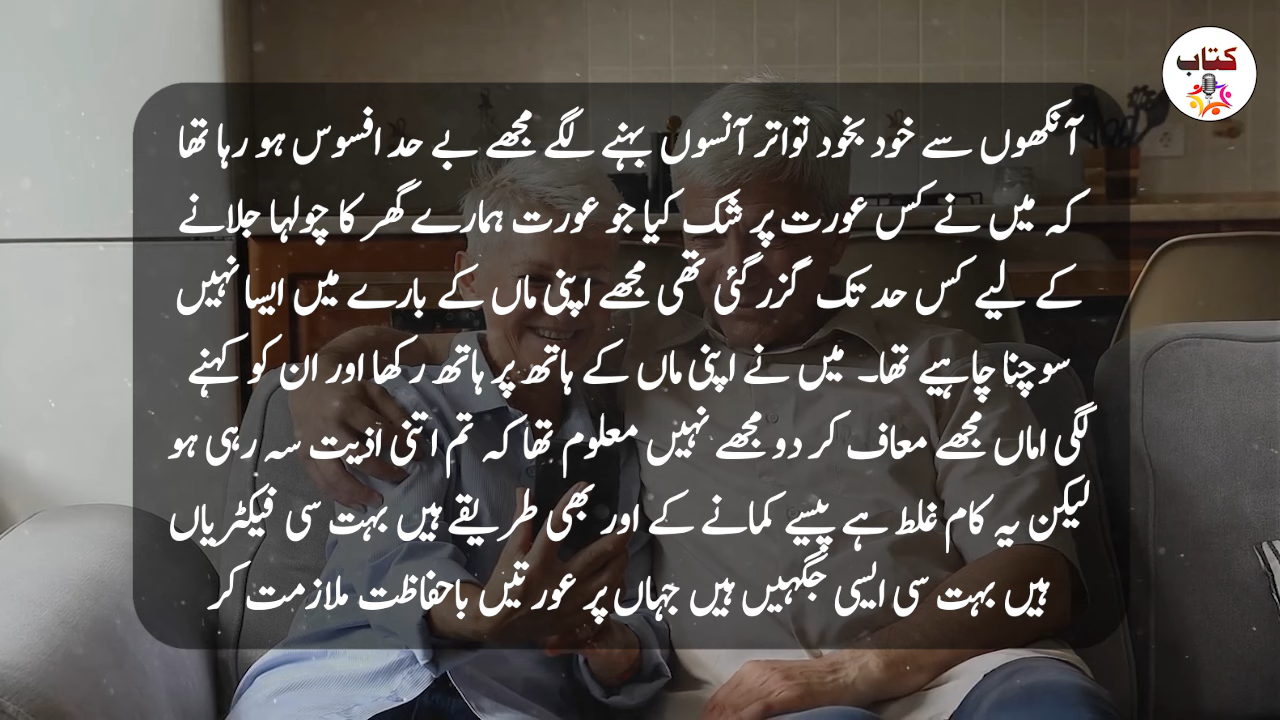 کتاب
آنکھوں سے خود بخود تواتر آنسوں بہنے لگے مجھے بے حد افسوس ہو رہا تھا
کہ میں نے کس عورت پر شک کیا جو عورت ہمارے گھر کا چولہا جلانے
کے لیے کس حد تک گزر گئی تھی مجھے اپنی ماں کے بارے میں ایسا نہیں
سوچنا چاہیے تھا۔ میں نے اپنی ماں کے ہاتھ پر ہاتھ رکھا اور ان کو کہنے
لگی اماں مجھے معاف کر دو مجھے نہیں معلوم تھا کہ تم اتنی اذیت سہ رہی ہو
لیکن یہ کام غلط ہے پیسے کمانے کے اور بھی طریقے ہیں بہت سی فیکٹریاں
ہیں بہت سی ایسی جگہیں ہیں جہاں پر عورتیں باحفاظت ملازمت کر